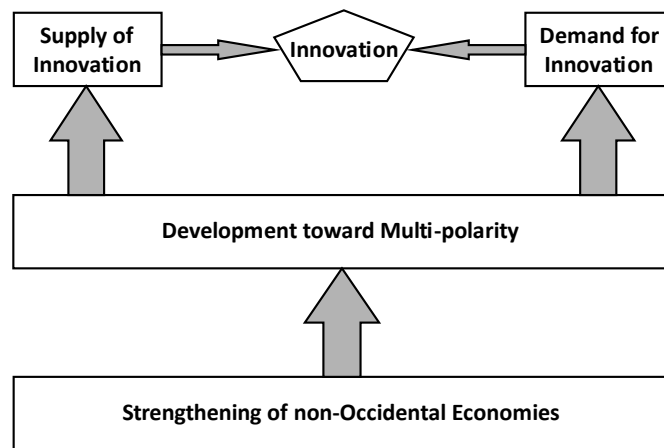 Supply of
Innovation
Innovation
Demand for
Innovation
Development toward Multi-polarity
Strengthening of non-Occidental Economies